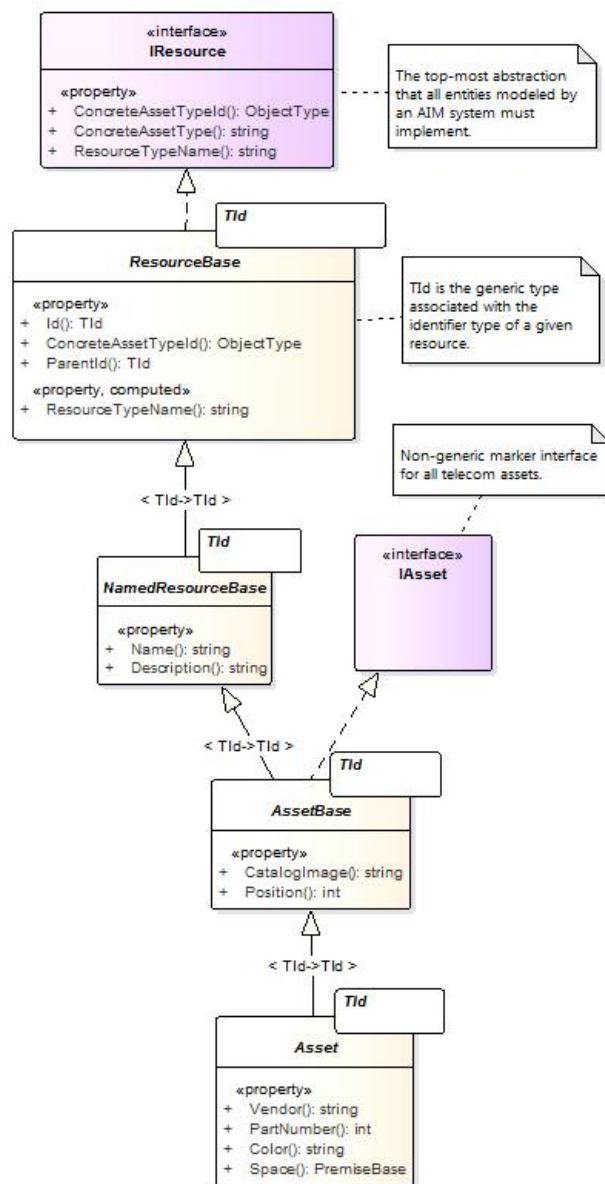 «interface»
IResource
«property»
+ ConcreteAssetTypeId(): ObjectType
+ ConcreteAssetType(): string
+ ResourceTypeName(): string
The top-most abstraction
that all entities modeled by
an AIM system must
implement.
TId
ResourceBase
«property»
+ Id(): TId
+ ConcreteAssetTypeId(): ObjectType
+ ParentId(): TId
«property, computed»
+ ResourceTypeName(): string
TId is the generic type
associated with the
identifier type of a given
resource.
< TId->TId >
Non-generic marker interface
for all telecom assets.
TId
NamedResourceBase
«property»
+ Name(): string
+ Description(): string
«interface»
IAsset
< TId->TId >
TId
AssetBase
«property»
+ CatalogImage(): string
+ Position(): int
< TId->TId >
TId
Asset
«property»
+ Vendor(): string
+ PartNumber(): int
+ Color(): string
+ Space(): PremiseBase